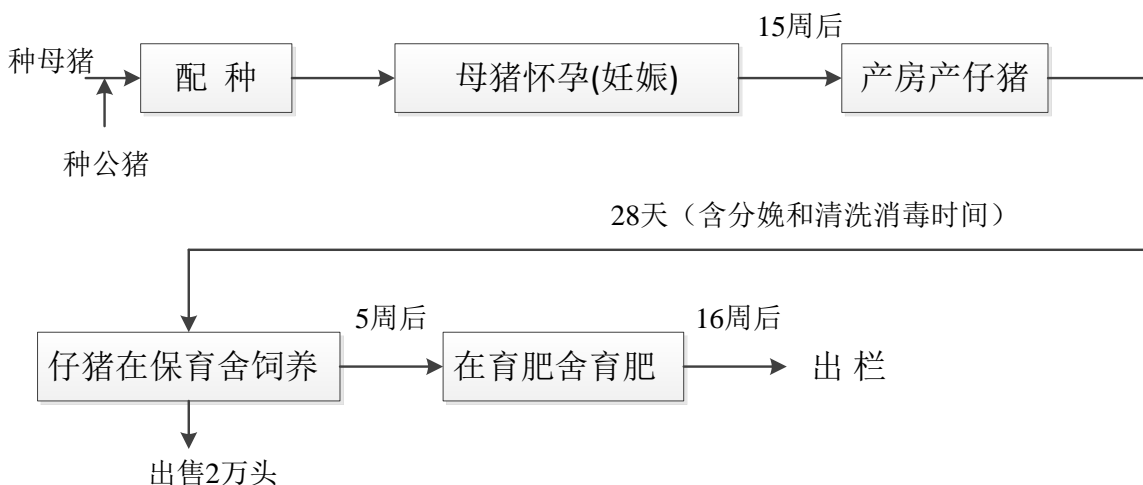 15周后
种母猪
配 种
母猪怀孕(妊娠)
产房产仔猪
种公猪
28天（含分娩和清洗消毒时间）
5周后
16周后
仔猪在保育舍饲养
在育肥舍育肥
出 栏
出售2万头